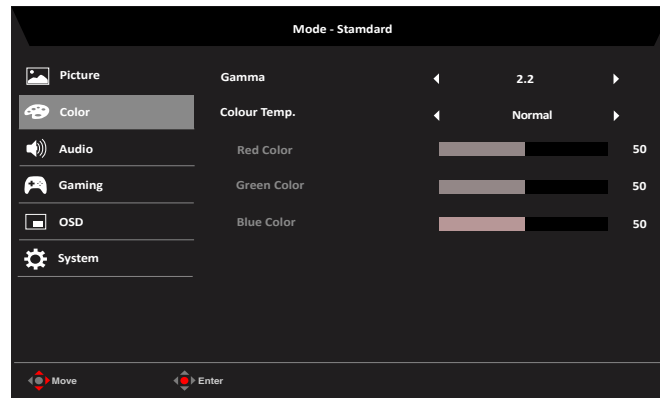 Mode - Stamdard
Picture
Gamma
2.2
Color
Colour Temp.
Normal
Audio
Red Color
50
Gaming
Green Color
50
OSD
Blue Color
50
System
Move
Enter